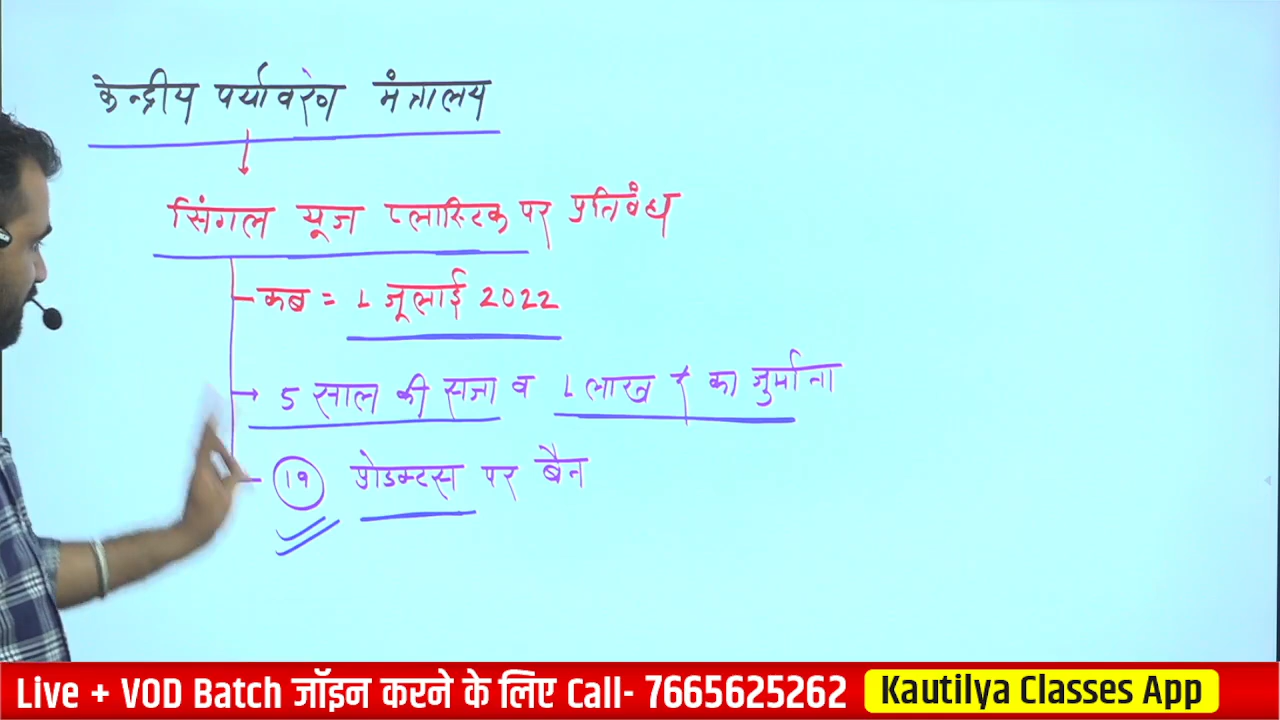 केन्द्रीय पर्यावरण मंत्रालय
सिंगल यूज प्लास्टिक पर प्रतिबंध
कब = 1 जूलाई 2022
5 साल की सजा व 1 लाख ₹ का जुर्माना
19 प्रोडक्टस पर बैन
Live + VOD Batch जॉइन करने के लिए Call- 7665625262 Kautilya Classes App